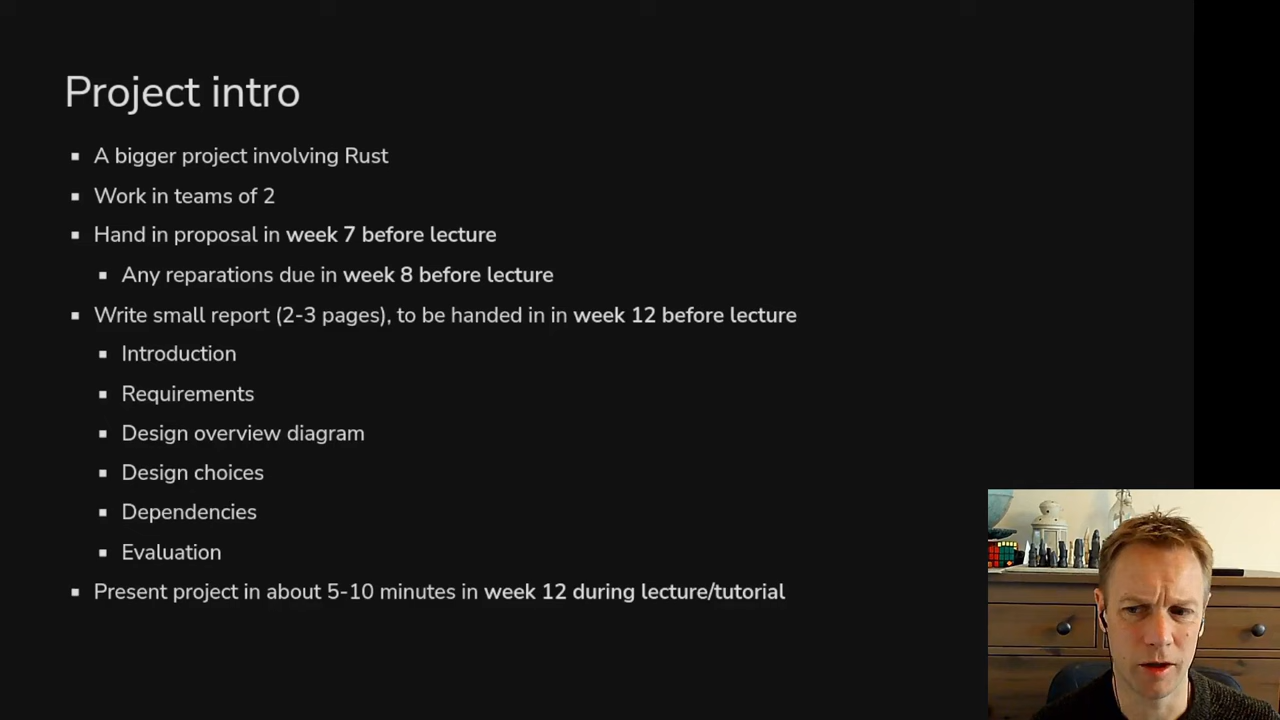 Project intro
A bigger project involving Rust
Work in teams of 2
Hand in proposal in week 7 before lecture
Any reparations due in week 8 before lecture
Write small report (2-3 pages), to be handed in in week 12 before lecture
Introduction
Requirements
Design overview diagram
Design choices
Dependencies
Evaluation
Present project in about 5-10 minutes in week 12 during lecture/tutorial